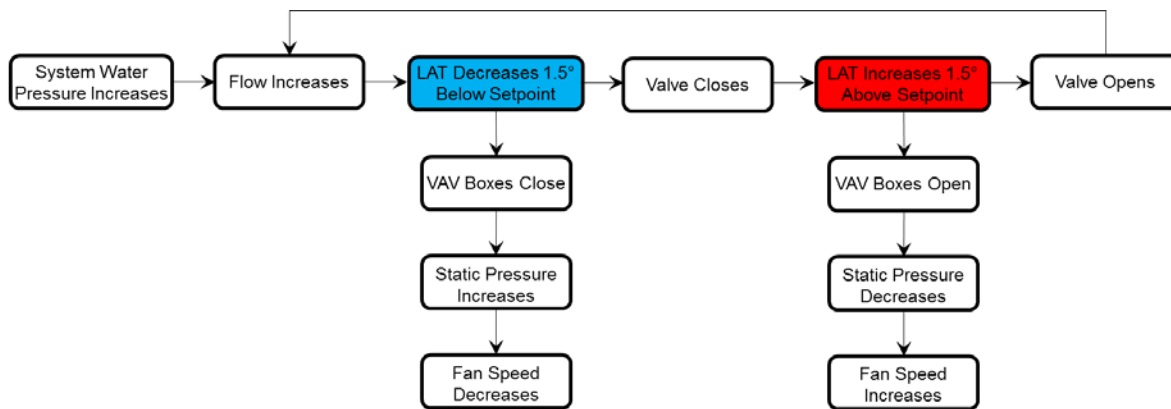 System Water
Pressure Increases
Flow Increases
LAT Decreases 1.5°
Below Setpoint
Valve Closes
LAT Increases 1.5°
Above Setpoint
Valve Opens
VAV Boxes Close
VAV Boxes Open
Static Pressure
Increases
Static Pressure
Decreases
Fan Speed
Decreases
Fan Speed
Increases